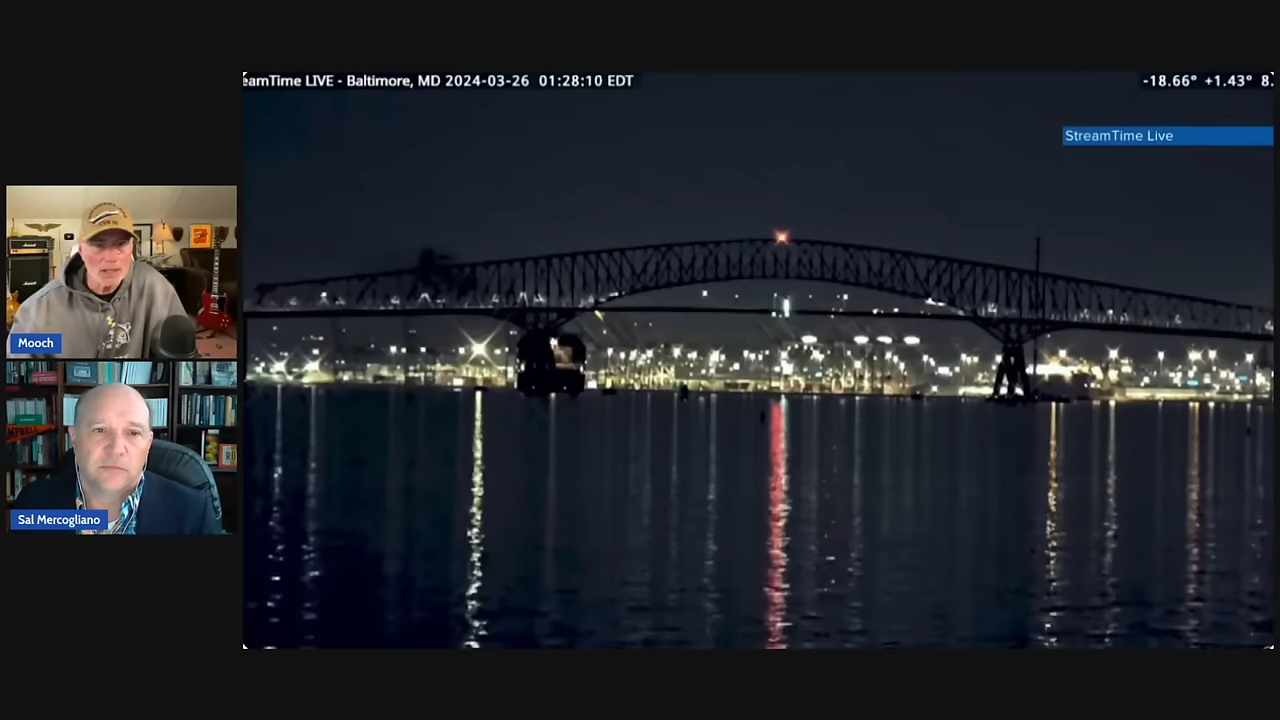 eamTime LIVE - Baltimore, MD 2024-03-26 01:28:10 EDT
-18.66° +1.43° 8.
StreamTime Live
Mooch
Sal Mercogliano